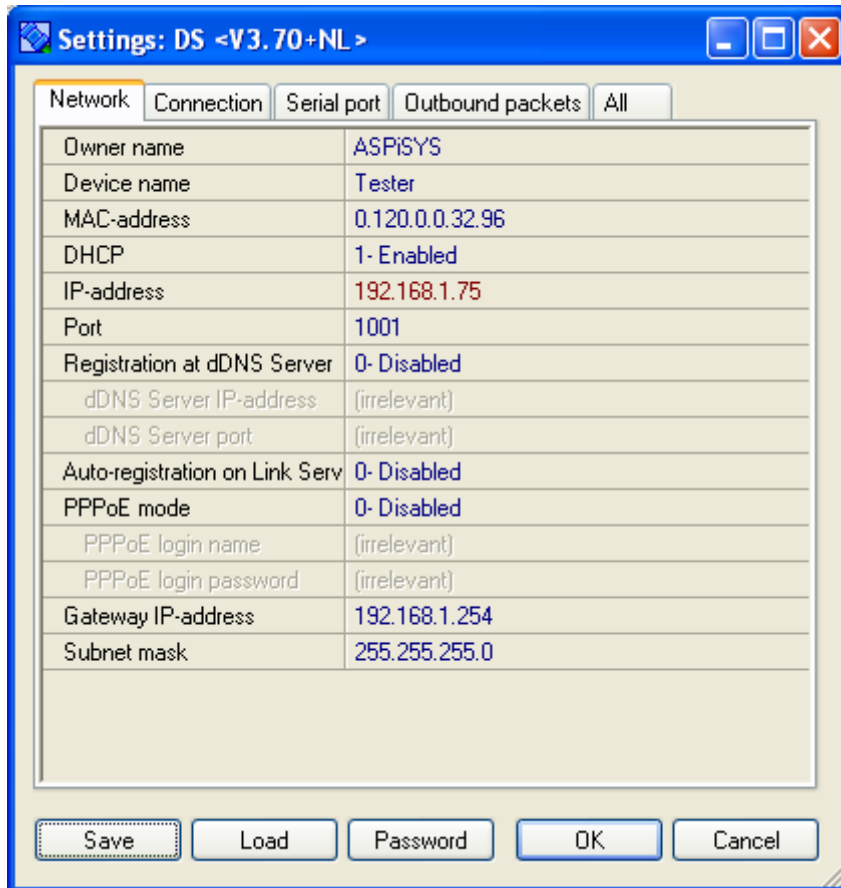 Settings: DS <V3.70+NL>
Network Connection Serial port Outbound packets All
Owner name ASPiSYS
Device name Tester
MAC-address 0.120.0.0.32.96
DHCP 1- Enabled
IP-address 192.168.1.75
Port 1001
Registration at dDNS Server 0- Disabled
dDNS Server IP-address (irrelevant)
dDNS Server port (irrelevant)
Auto-registration on Link Serv 0- Disabled
PPPoE mode 0- Disabled
PPPoE login name (irrelevant)
PPPoE login password (irrelevant)
Gateway IP-address 192.168.1.254
Subnet mask 255.255.255.0
Save Load Password OK Cancel